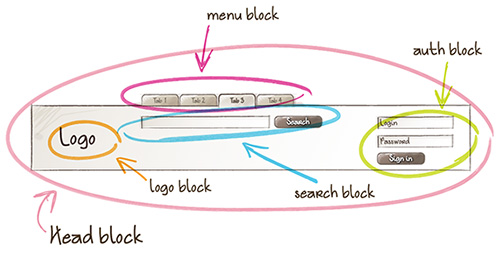 menu block
auth block
Tab 1 Tab 2 Tab 3 Tab 4
Search
Login
Logo
Password
Sign in
logo block
search block
Head block